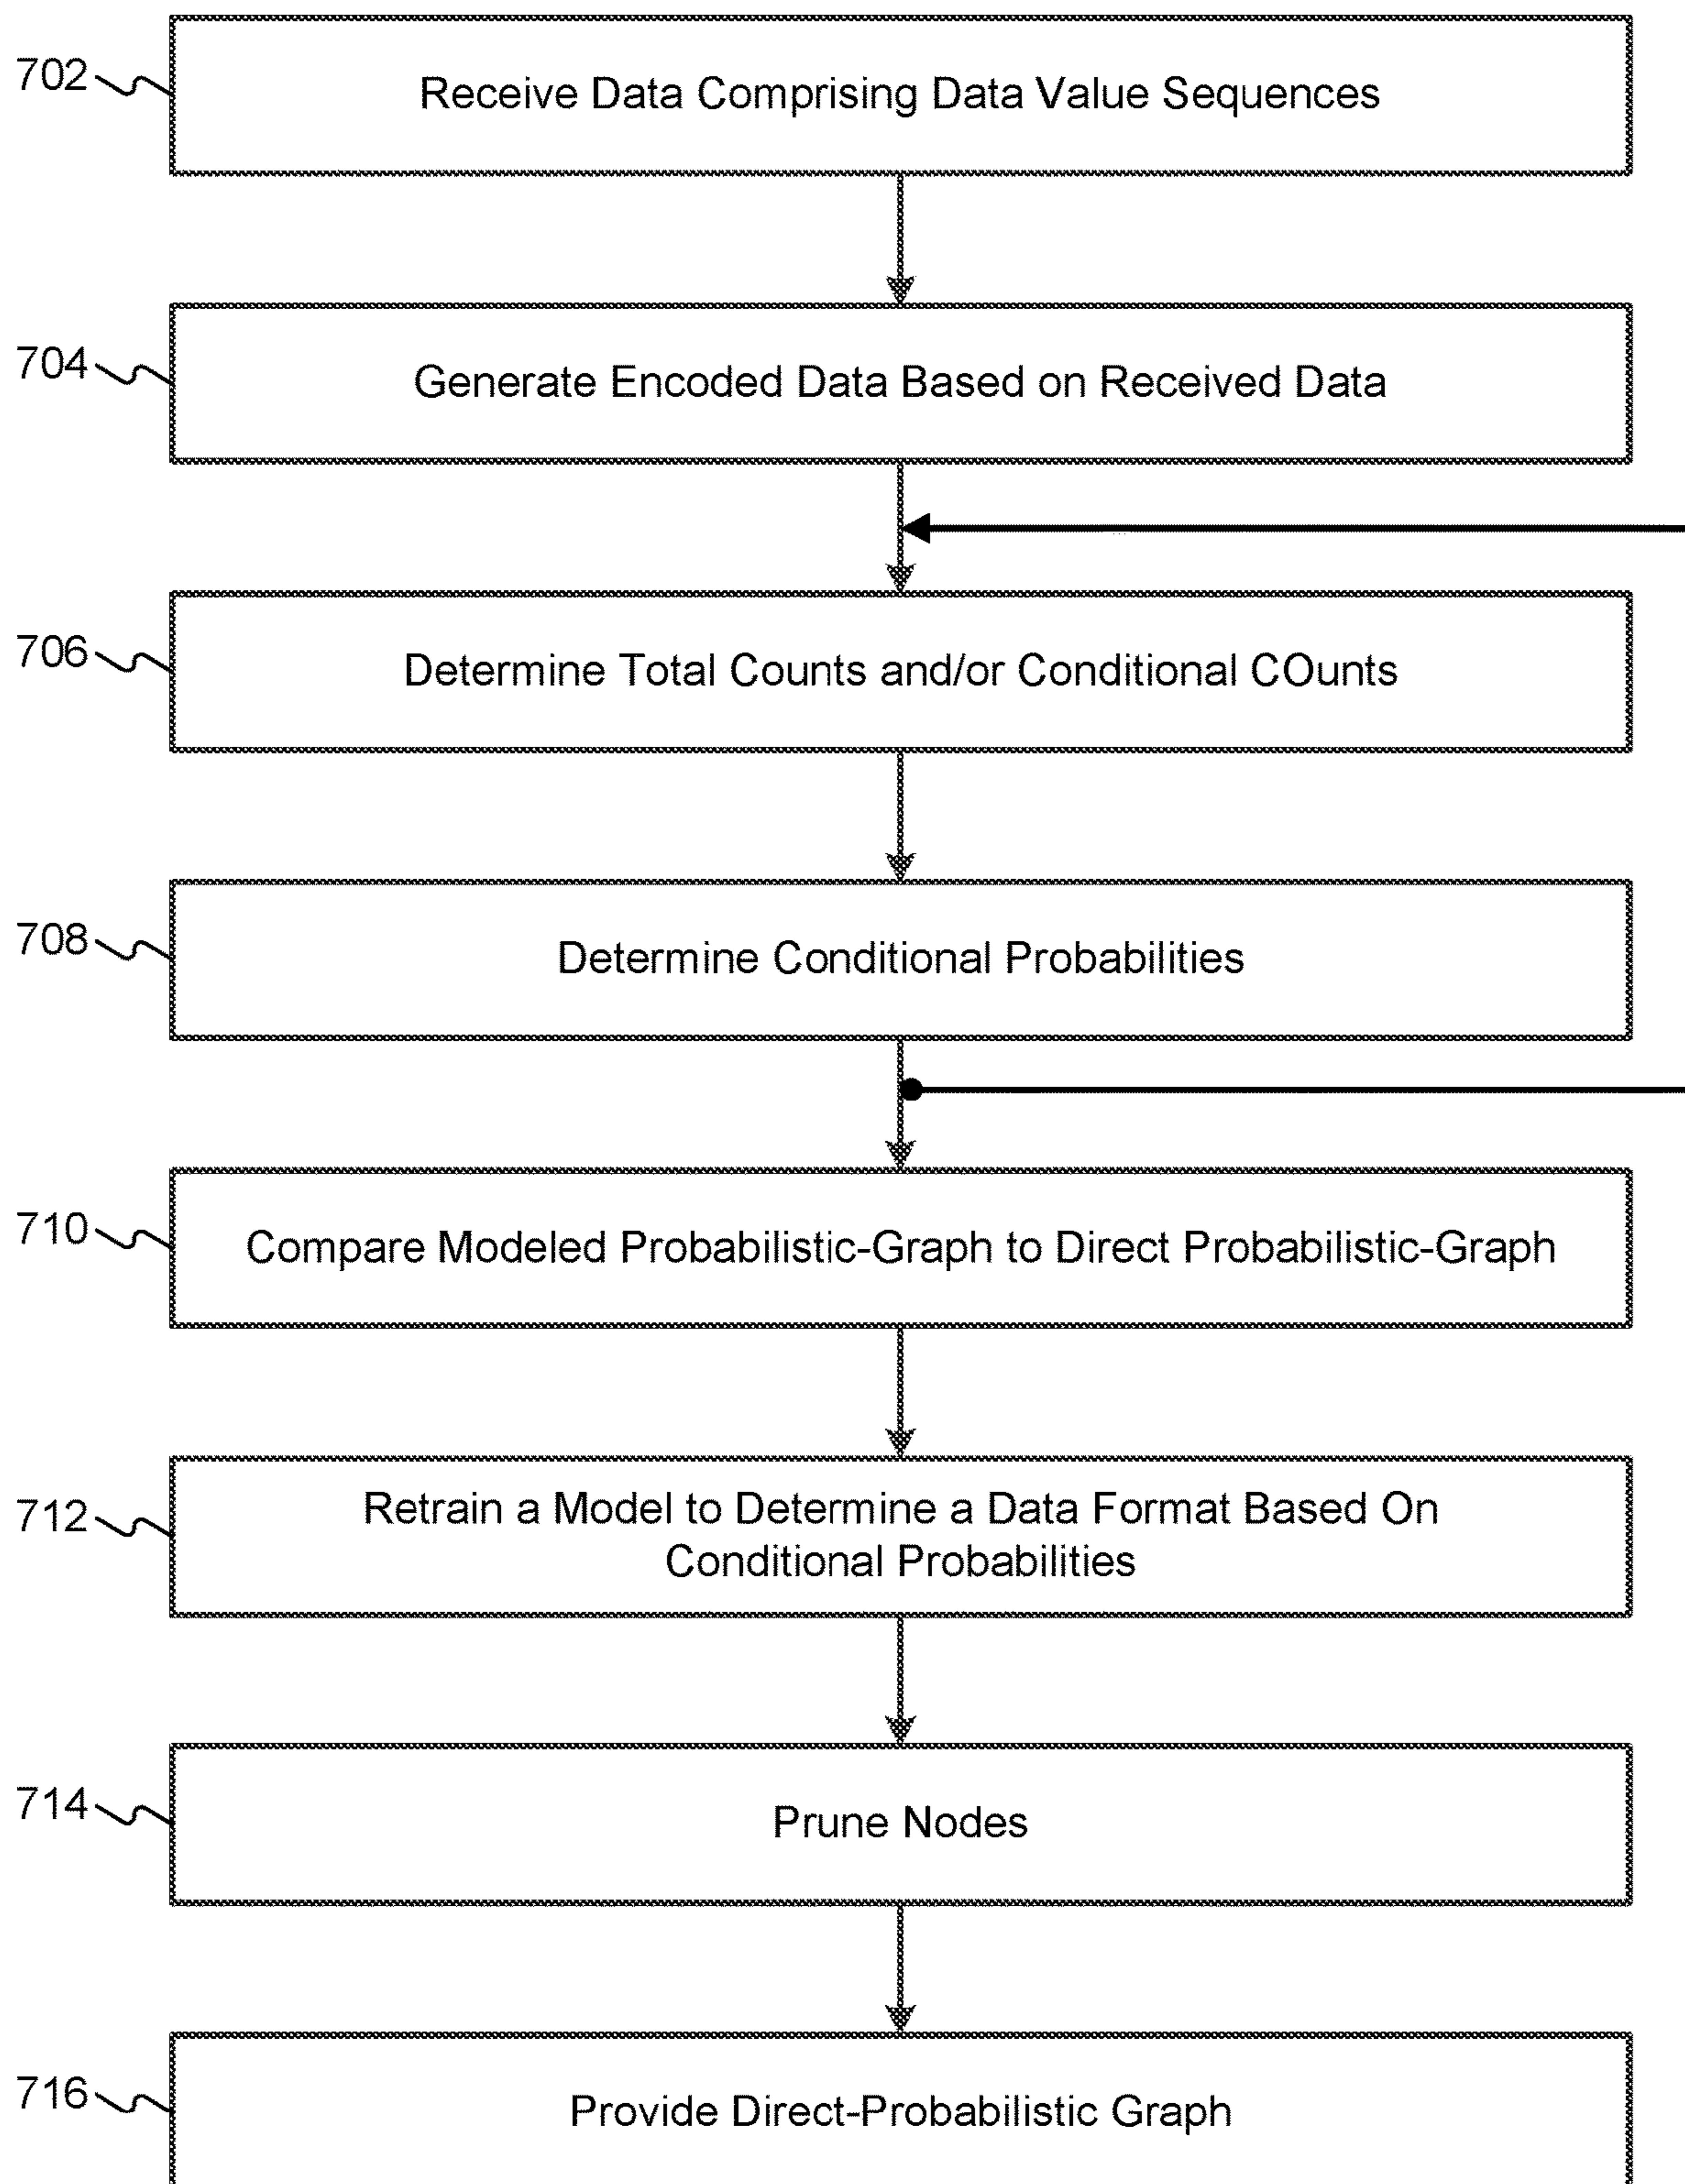 702
Receive Data Comprising Data Value Sequences
704
Generate Encoded Data Based on Received Data
706
Determine Total Counts and/or Conditional COunts
708
Determine Conditional Probabilities
710
Compare Modeled Probabilistic-Graph to Direct Probabilistic-Graph
712
Retrain a Model to Determine a Data Format Based On
Conditional Probabilities
714
Prune Nodes
716
Provide Direct-Probabilistic Graph